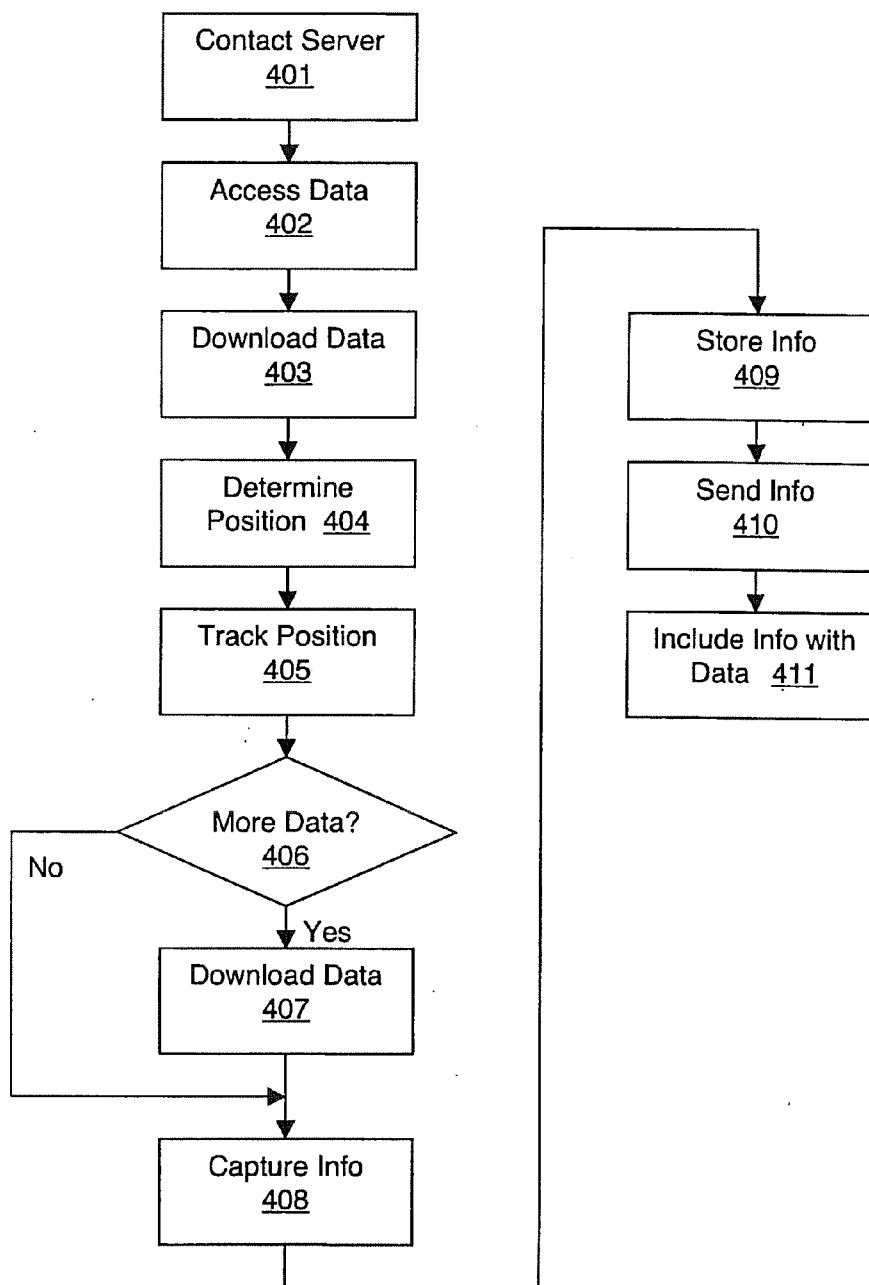 Contact Server
401
Access Data
402
Download Data
403
Determine
Position 404
Track Position
405
More Data?
406
No
Yes
Download Data
407
Capture Info
408
Store Info
409
Send Info
410
Include Info with
Data 411